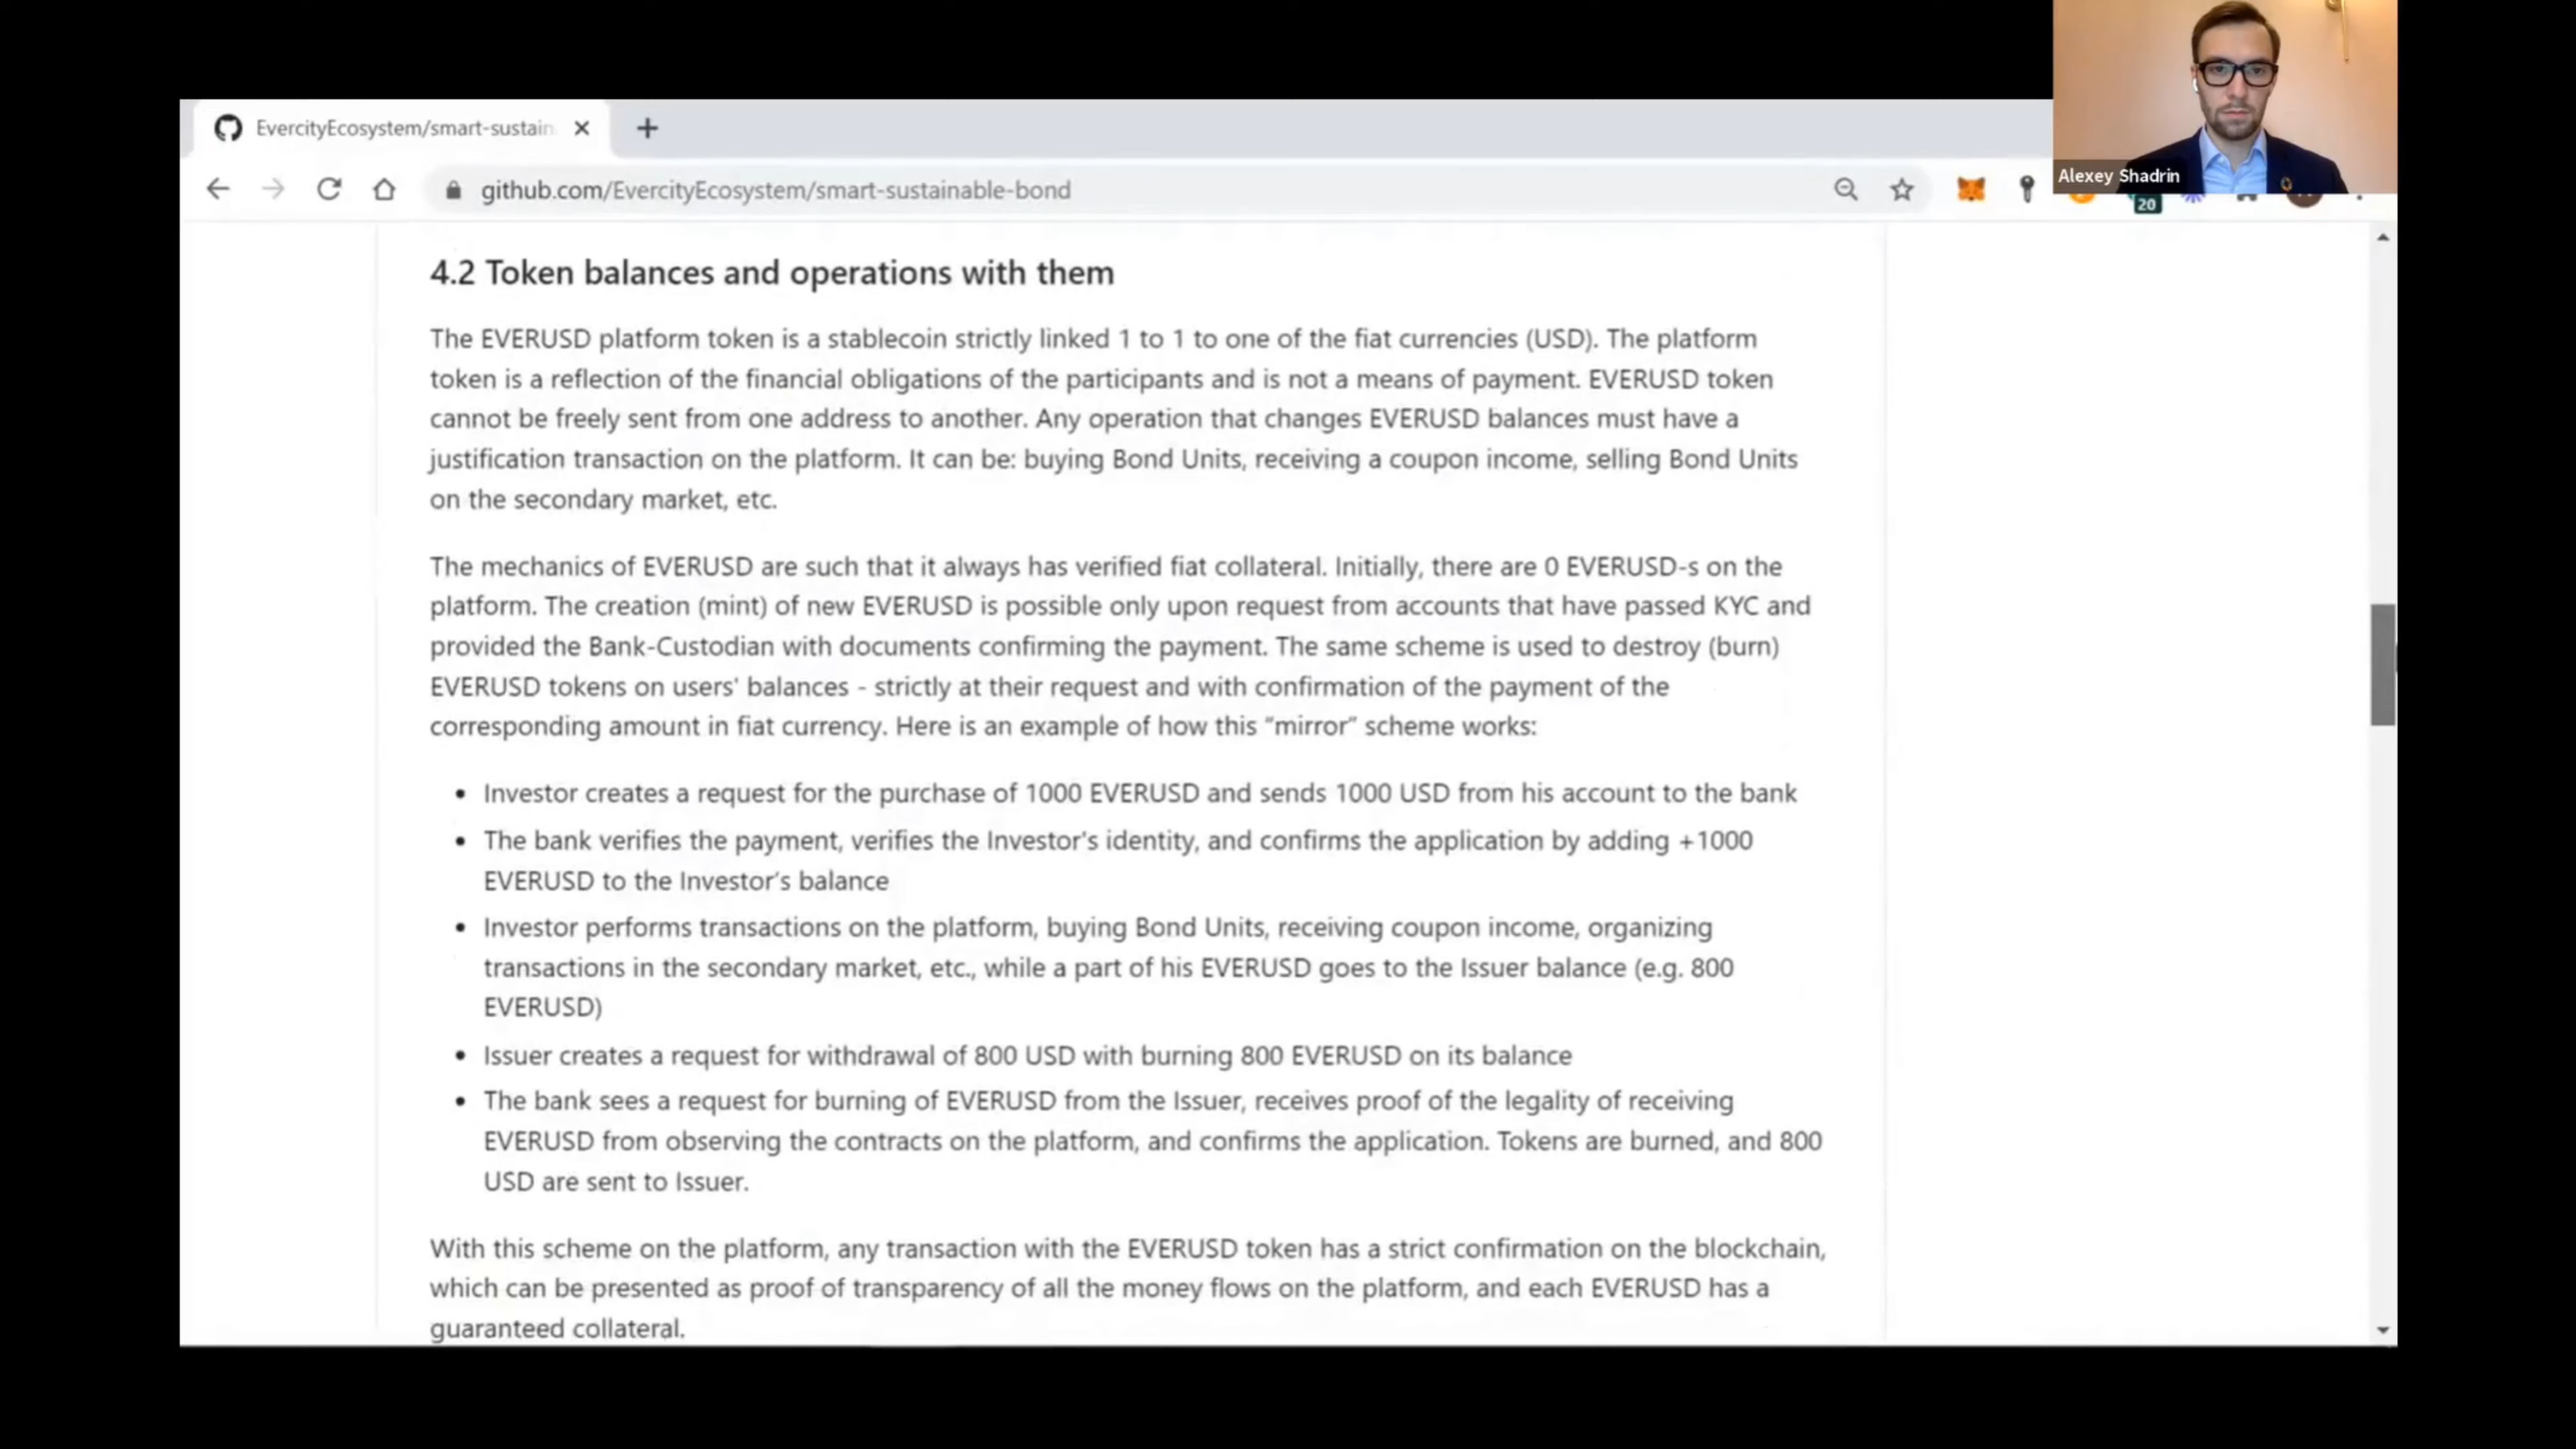 EvercityEcosystem/smart-sustain
github.com/EvercityEcosystem/smart-sustainable-bond
20
Alexey Shadrin
4.2 Token balances and operations with them
The EVERUSD platform token is a stablecoin strictly linked 1 to 1 to one of the fiat currencies (USD). The platform
token is a reflection of the financial obligations of the participants and is not a means of payment. EVERUSD token
cannot be freely sent from one address to another. Any operation that changes EVERUSD balances must have a
justification transaction on the platform. It can be: buying Bond Units, receiving a coupon income, selling Bond Units
on the secondary market, etc.
The mechanics of EVERUSD are such that it always has verified fiat collateral. Initially, there are 0 EVERUSD-s on the
platform. The creation (mint) of new EVERUSD is possible only upon request from accounts that have passed KYC and
provided the Bank-Custodian with documents confirming the payment. The same scheme is used to destroy (burn)
EVERUSD tokens on users' balances - strictly at their request and with confirmation of the payment of the
corresponding amount in fiat currency. Here is an example of how this “mirror” scheme works:
• Investor creates a request for the purchase of 1000 EVERUSD and sends 1000 USD from his account to the bank
• The bank verifies the payment, verifies the Investor's identity, and confirms the application by adding +1000
EVERUSD to the Investor’s balance
• Investor performs transactions on the platform, buying Bond Units, receiving coupon income, organizing
transactions in the secondary market, etc., while a part of his EVERUSD goes to the Issuer balance (e.g. 800
EVERUSD)
• Issuer creates a request for withdrawal of 800 USD with burning 800 EVERUSD on its balance
• The bank sees a request for burning of EVERUSD from the Issuer, receives proof of the legality of receiving
EVERUSD from observing the contracts on the platform, and confirms the application. Tokens are burned, and 800
USD are sent to Issuer.
With this scheme on the platform, any transaction with the EVERUSD token has a strict confirmation on the blockchain,
which can be presented as proof of transparency of all the money flows on the platform, and each EVERUSD has a
guaranteed collateral.